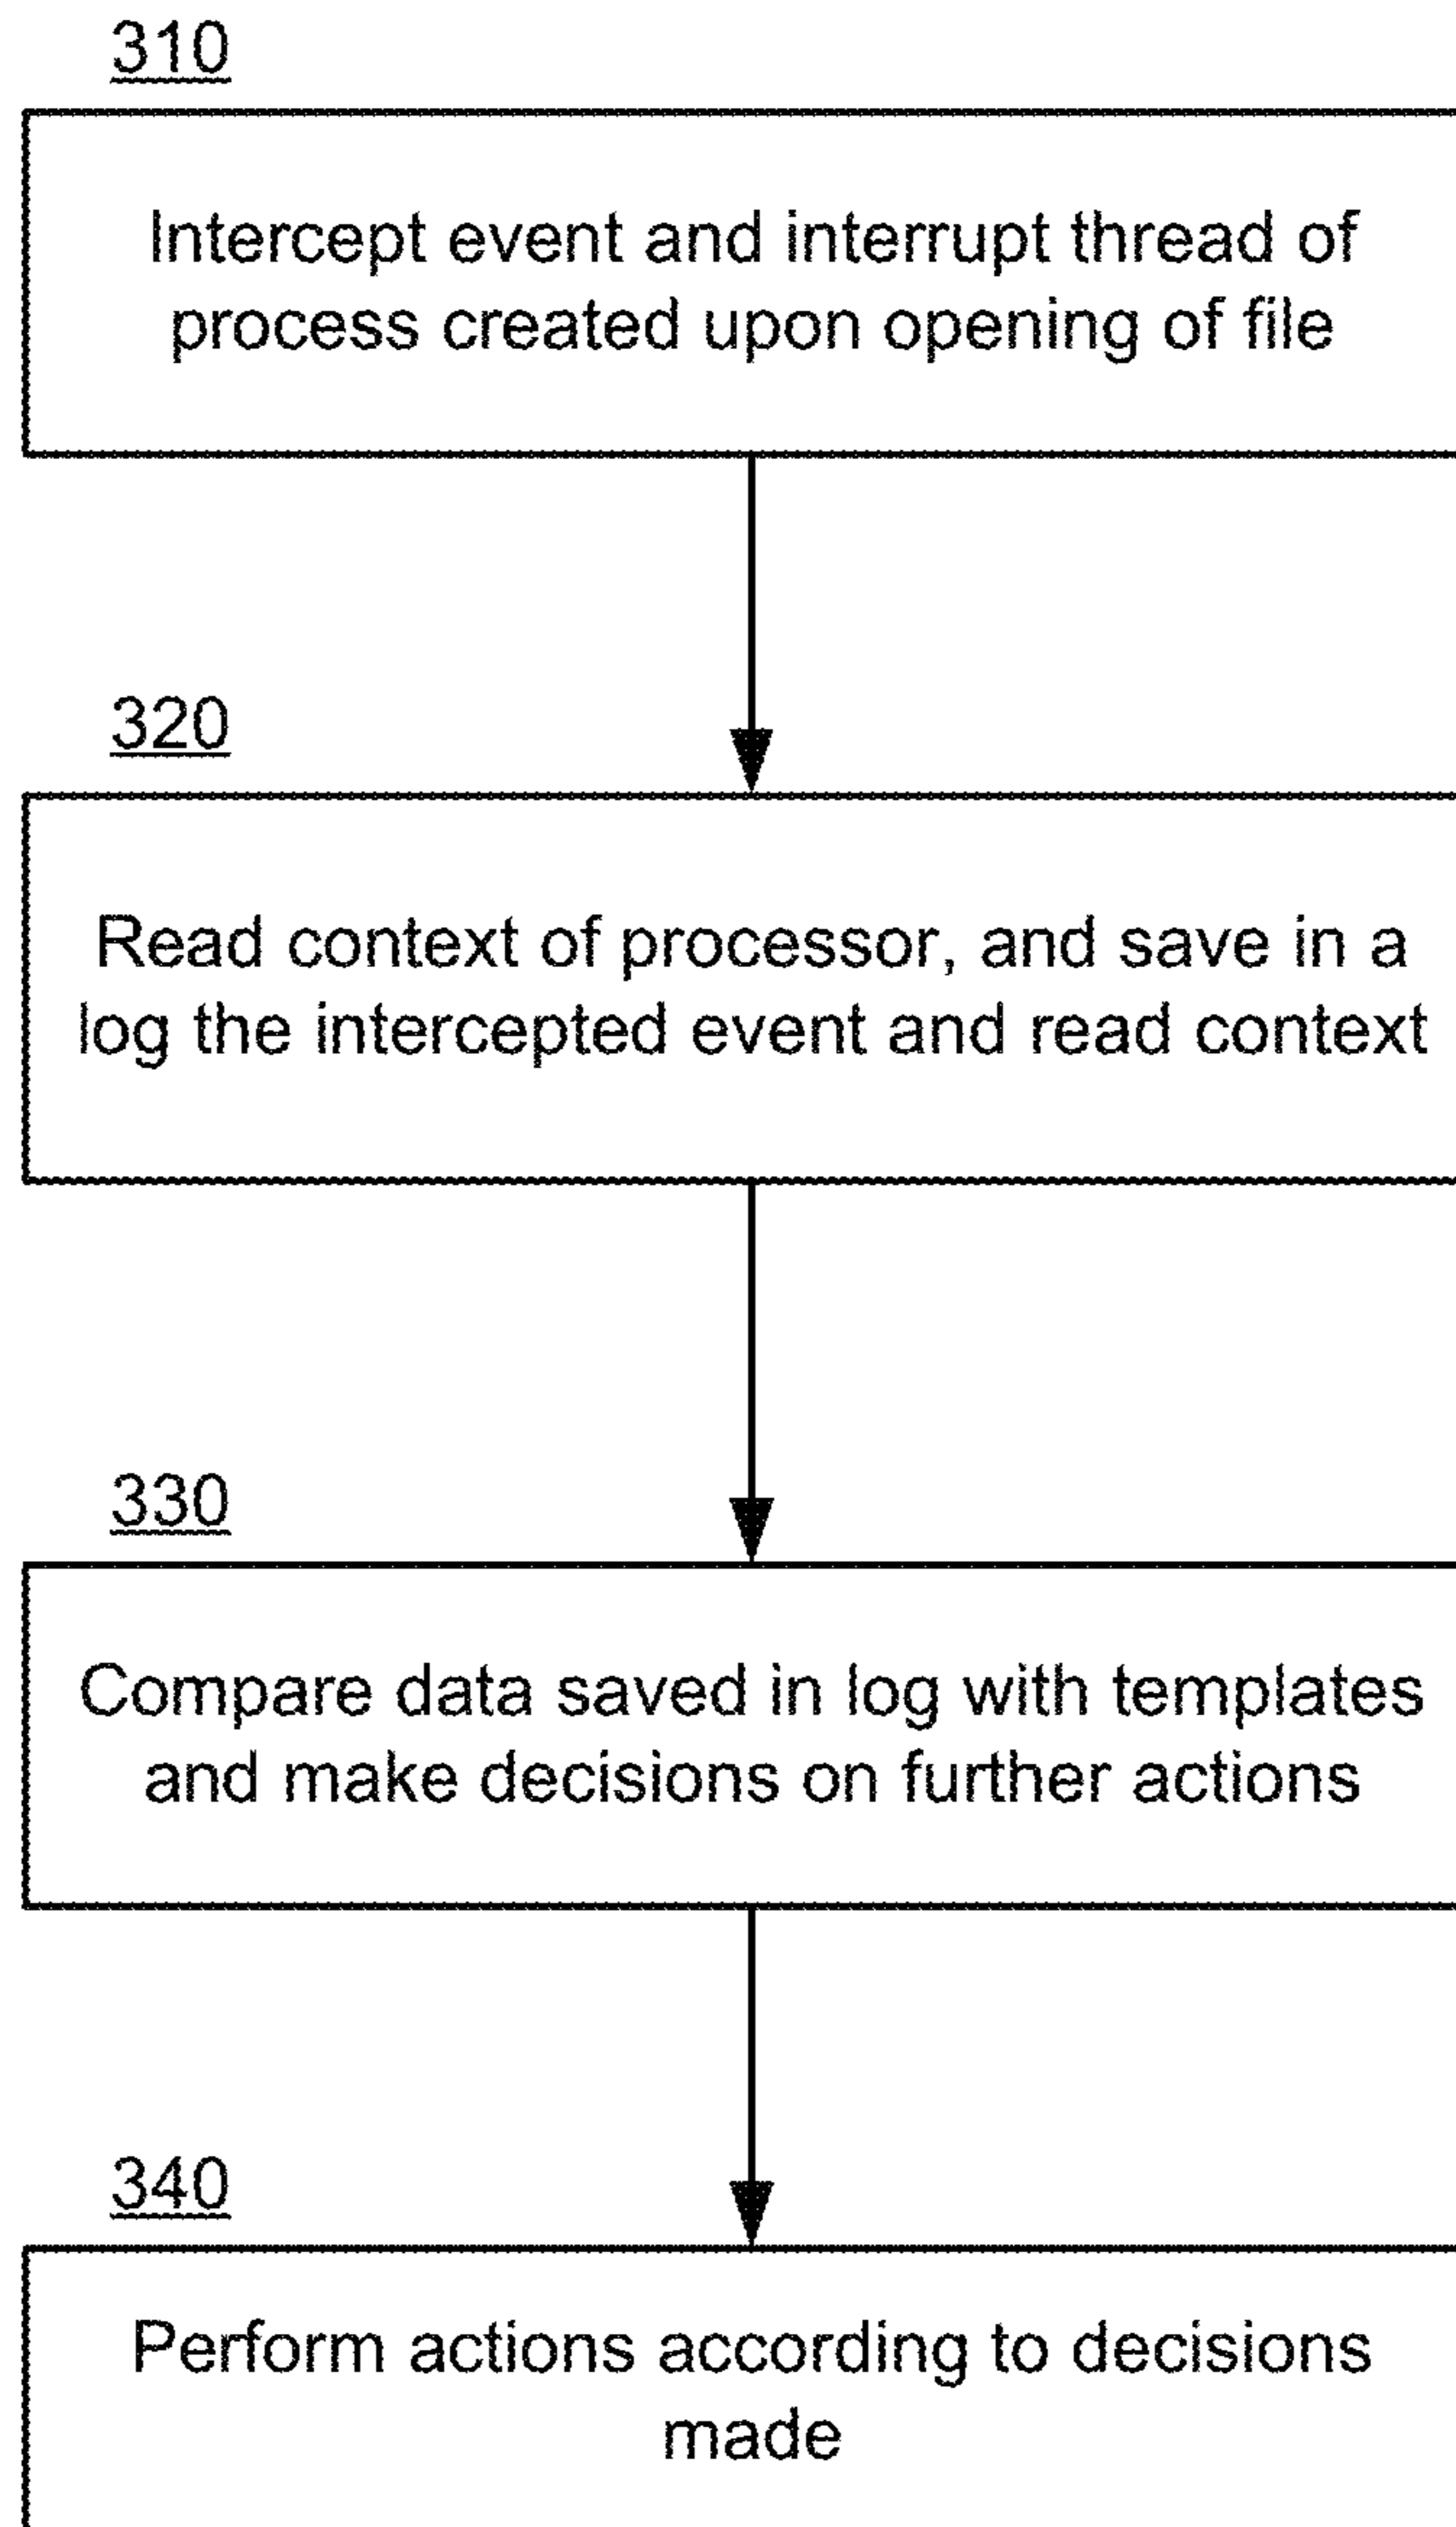 310
Intercept event and interrupt thread of
process created upon opening of file
320
Read context of processor, and save in a
log the intercepted event and read context
330
Compare data saved in log with templates
and make decisions on further actions
340
Perform actions according to decisions
made